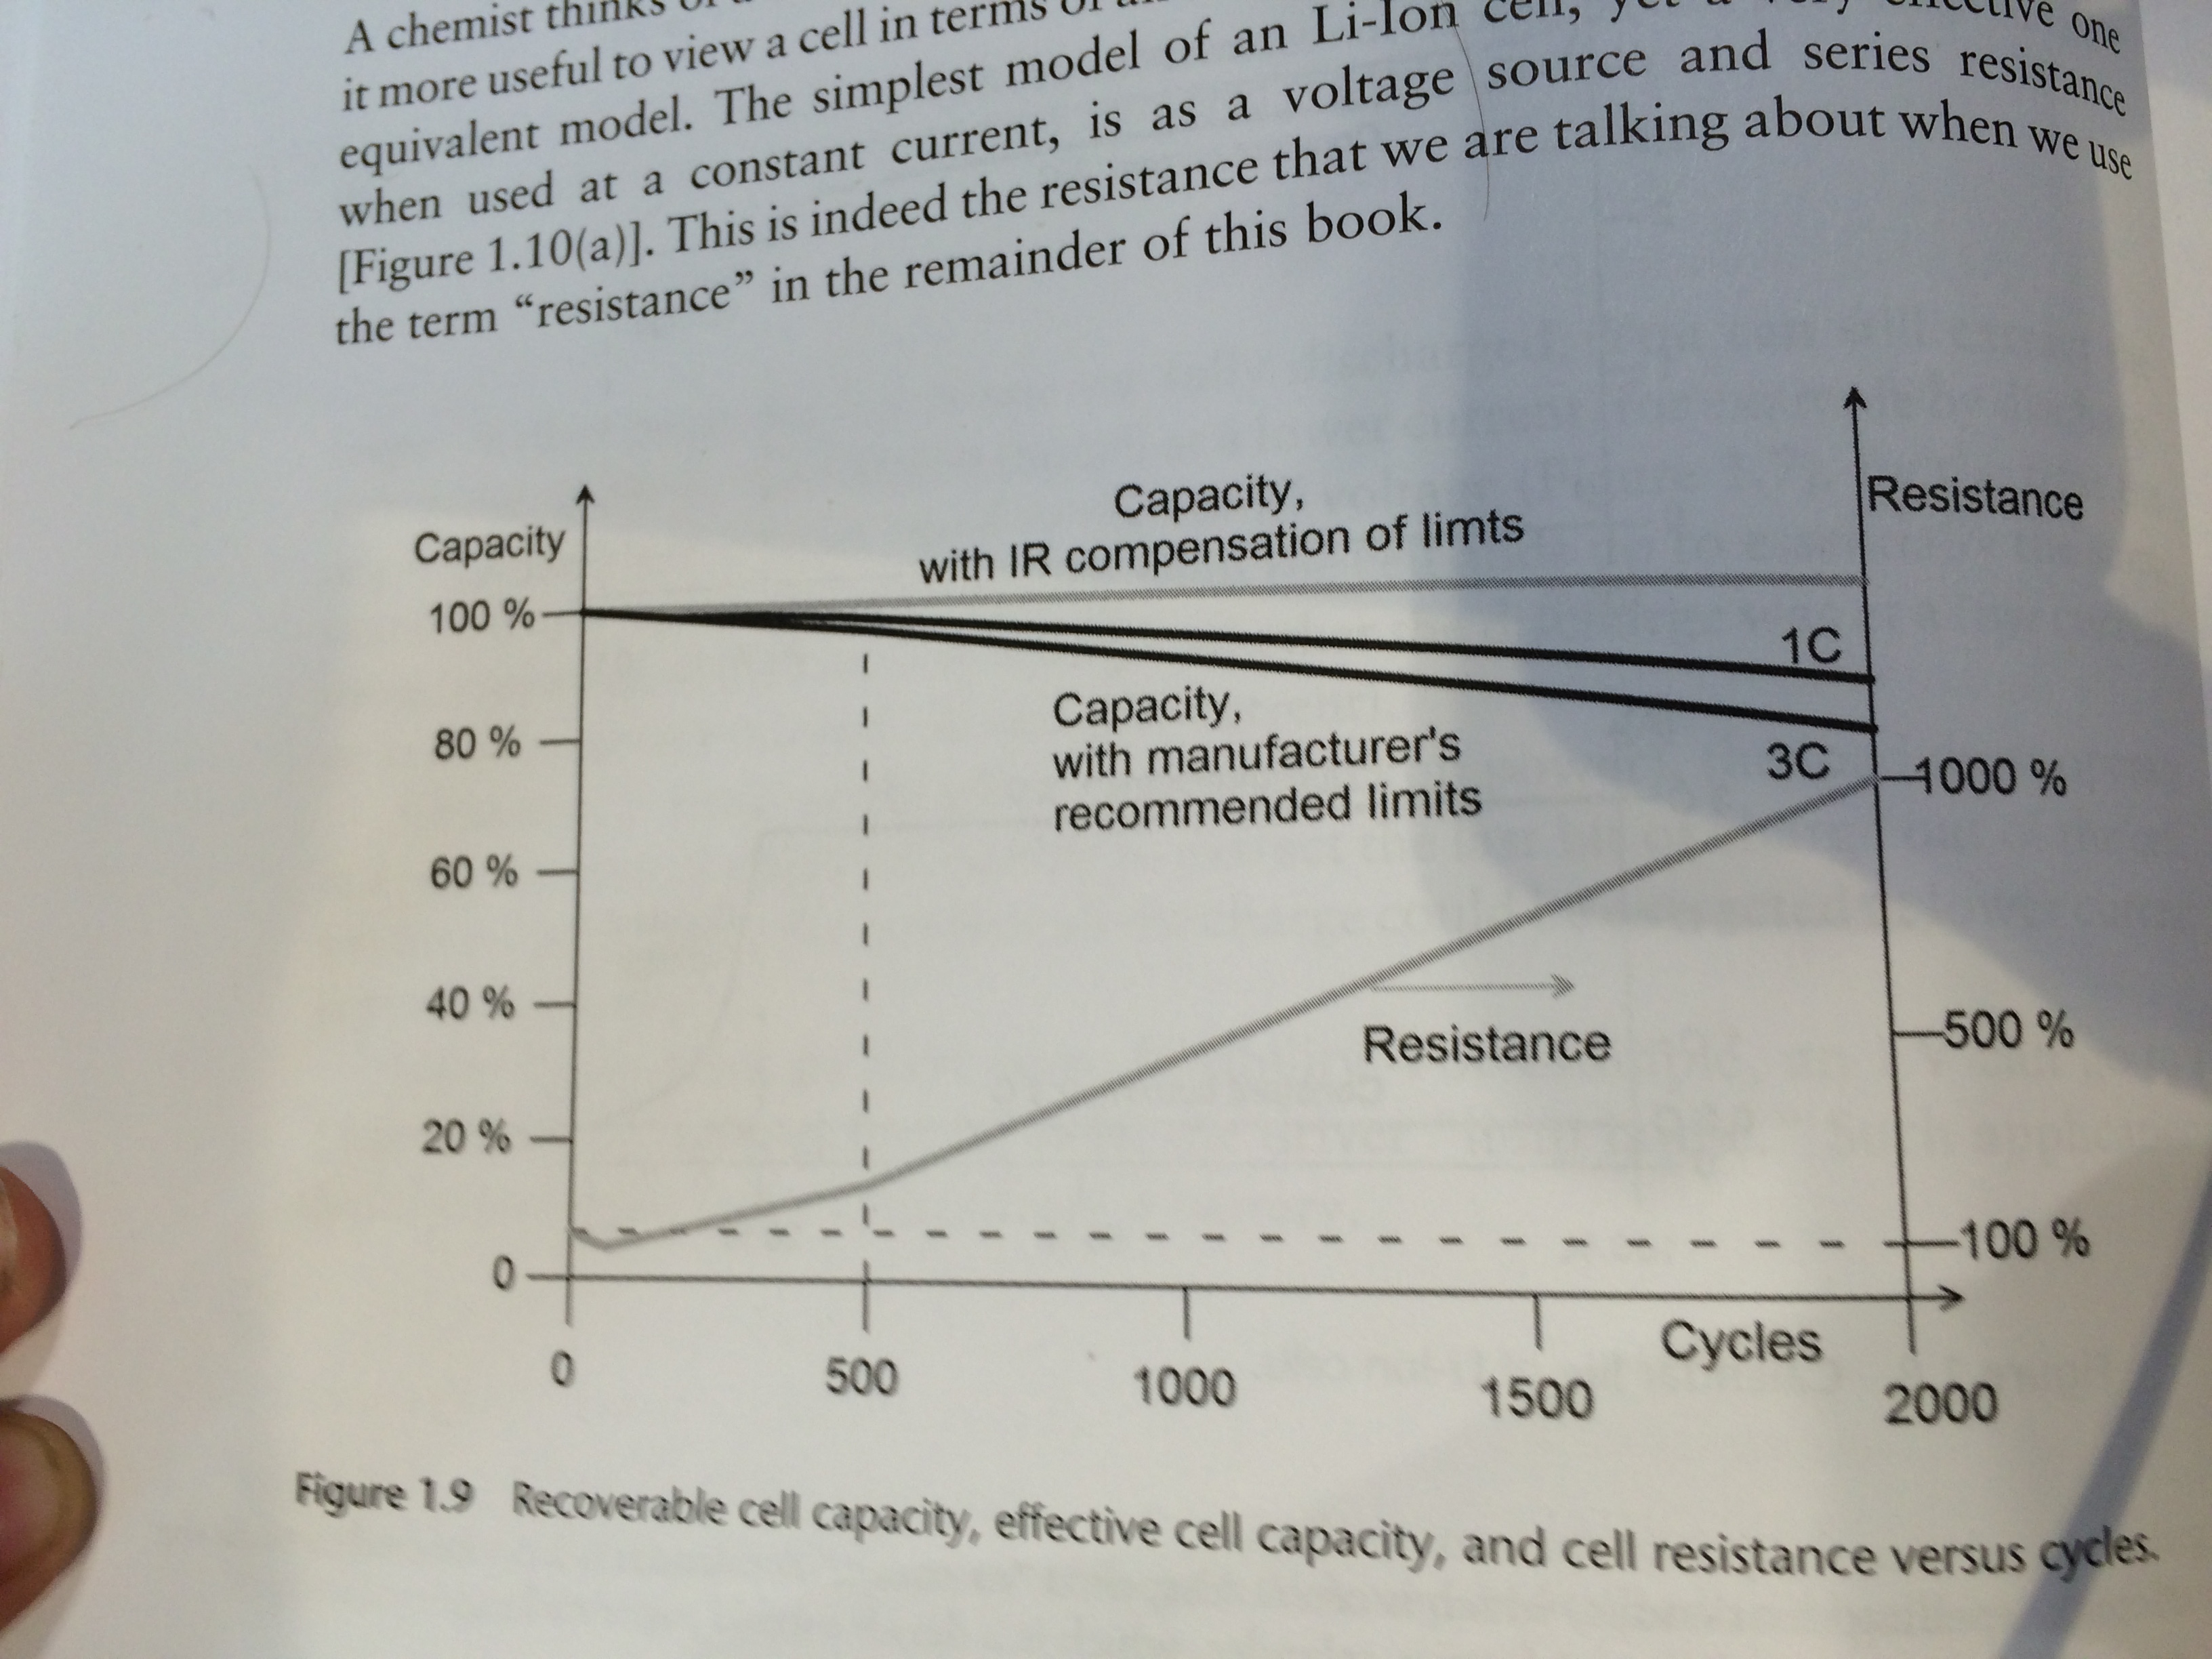 A chemist thinks
it more useful to view a cell in terms
equivalent model. The simplest model of an Li-Ion cell, yet a very effective one
when used at a constant current, is as a voltage source and series resistance
[Figure 1.10(a)]. This is indeed the resistance that we are talking about when we use
the term “resistance” in the remainder of this book.
Capacity,
with IR compensation of limts
Resistance
Capacity
100 %
1C
80 %
Capacity,
with manufacturer's
recommended limits
3C
1000 %
60 %
40 %
Resistance
500 %
20 %
100 %
0
Cycles
0
500
1000
1500
2000
Figure 1.9 Recoverable cell capacity, effective cell capacity, and cell resistance versus cycles.